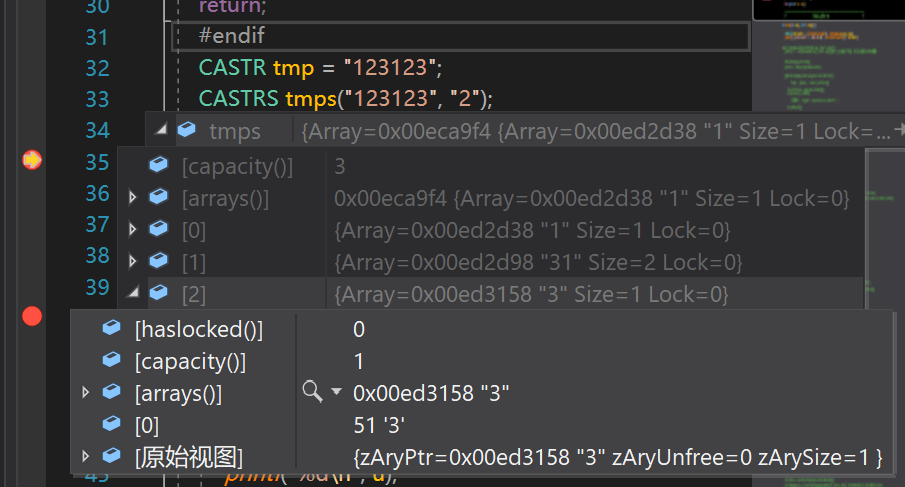 30 return;
31 #endif
32 CASTR tmp = "123123";
33 CASTRS tmps("123123", "2");
34 tmps {Array=0x00eca9f4 {Array=0x00ed2d38 "1" Size=1 Lock=...
35 [capacity()] 3
36 [arrays()] 0x00eca9f4 {Array=0x00ed2d38 "1" Size=1 Lock=0}
37 [0] {Array=0x00ed2d38 "1" Size=1 Lock=0}
38 [1] {Array=0x00ed2d98 "31" Size=2 Lock=0}
39 [2] {Array=0x00ed3158 "3" Size=1 Lock=0}
[haslocked()] 0
[capacity()] 1
[arrays()] 0x00ed3158 "3"
[0] 51 '3'
[原始视图] {zAryPtr=0x00ed3158 "3" zAryUnfree=0 zArySize=1 }